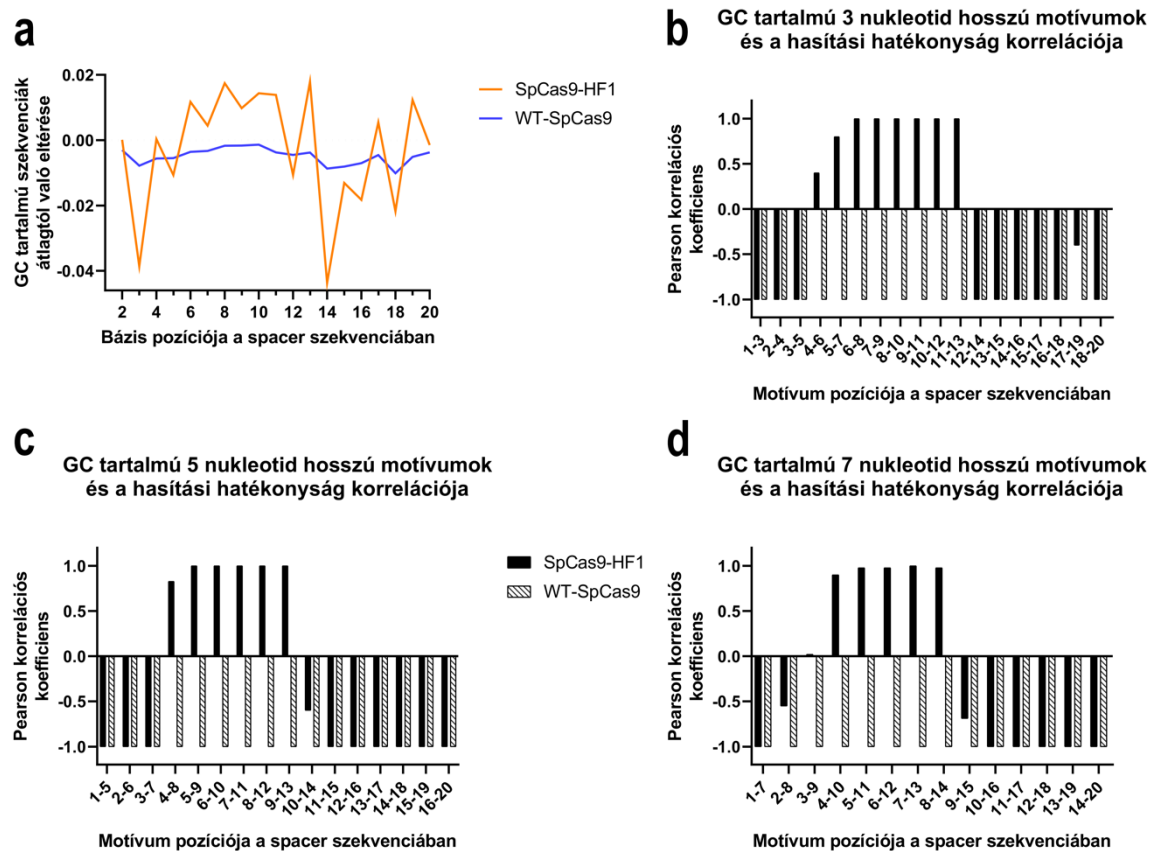 a
GC tartalmú szekvenciák
átlagtól való eltérése
0.02
0.00
-0.02
-0.04
2 4 6 8 10 12 14 16 18 20
Bázis pozíciója a spacer szekvenciában
SpCas9-HF1
WT-SpCas9
b
GC tartalmú 3 nukleotid hosszú motívumok
és a hasítási hatékonyság korrelációja
Pearson korrelációs
koefficiens
1.0
0.5
0.0
-0.5
-1.0
1-3 2-4 3-5 4-6 5-7 6-8 7-9 8-10 9-11 10-12 11-13 12-14 13-15 14-16 15-17 16-18 17-19 18-20
Motívum pozíciója a spacer szekvenciában
c
GC tartalmú 5 nukleotid hosszú motívumok
és a hasítási hatékonyság korrelációja
Pearson korrelációs
koefficiens
1.0
0.5
0.0
-0.5
-1.0
1-5 2-6 3-7 4-8 5-9 6-10 7-11 8-12 9-13 10-14 11-15 12-16 13-17 14-18 15-19 16-20
Motívum pozíciója a spacer szekvenciában
SpCas9-HF1
WT-SpCas9
d
GC tartalmú 7 nukleotid hosszú motívumok
és a hasítási hatékonyság korrelációja
Pearson korrelációs
koefficiens
1.0
0.5
0.0
-0.5
-1.0
1-7 2-8 3-9 4-10 5-11 6-12 7-13 8-14 9-15 10-16 11-17 12-18 13-19 14-20
Motívum pozíciója a spacer szekvenciában